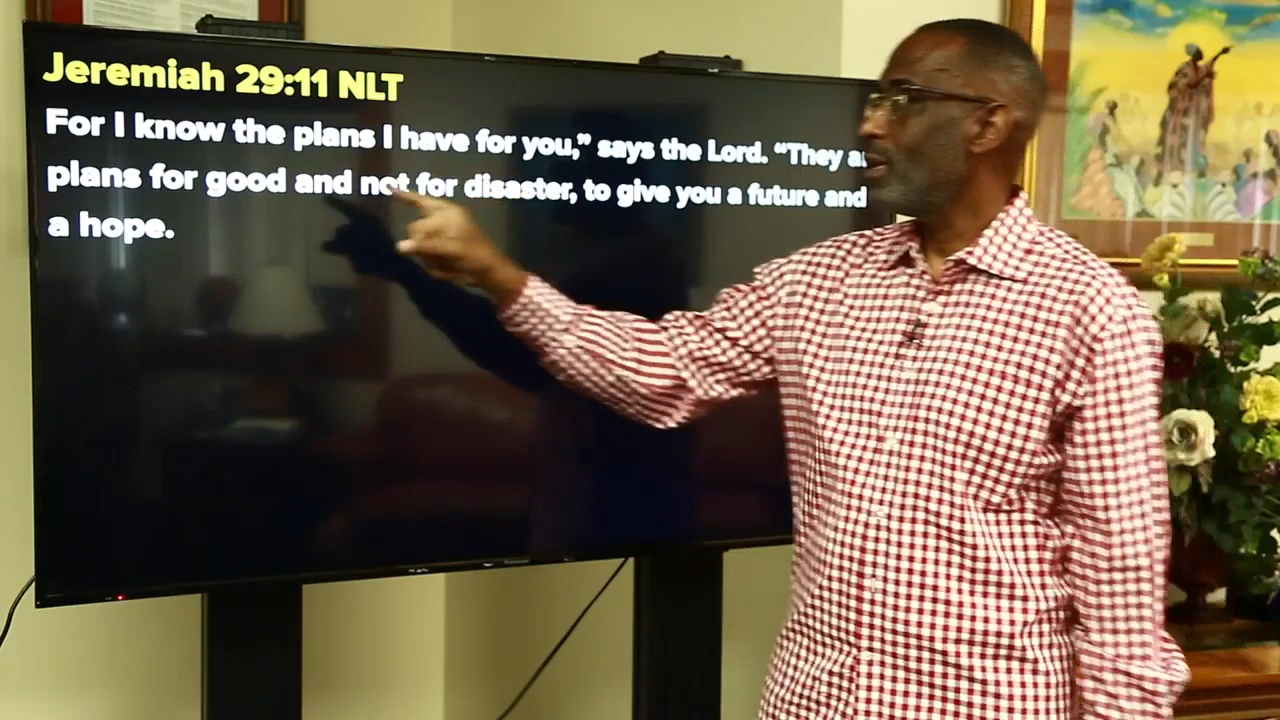 Jeremiah 29:11 NLT
For I know the plans I have for you,” says the Lord. “They
plans for good and not for disaster, to give you a future and
a hope.